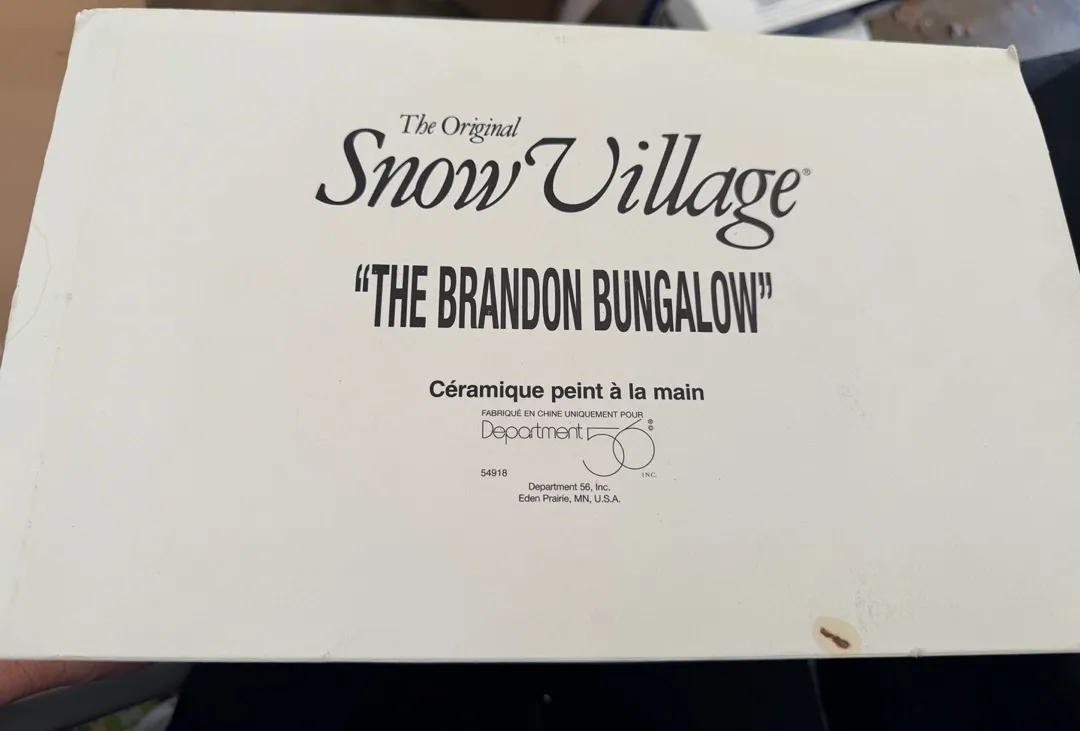 The Original
Snow Village®
“THE BRANDON BUNGALOW”
Céramique peint à la main
FABRIQUÉ EN CHINE UNIQUEMENT POUR
Department 56 ®©
54918 INC.
Department 56, Inc.
Eden Prairie, MN, U.S.A.